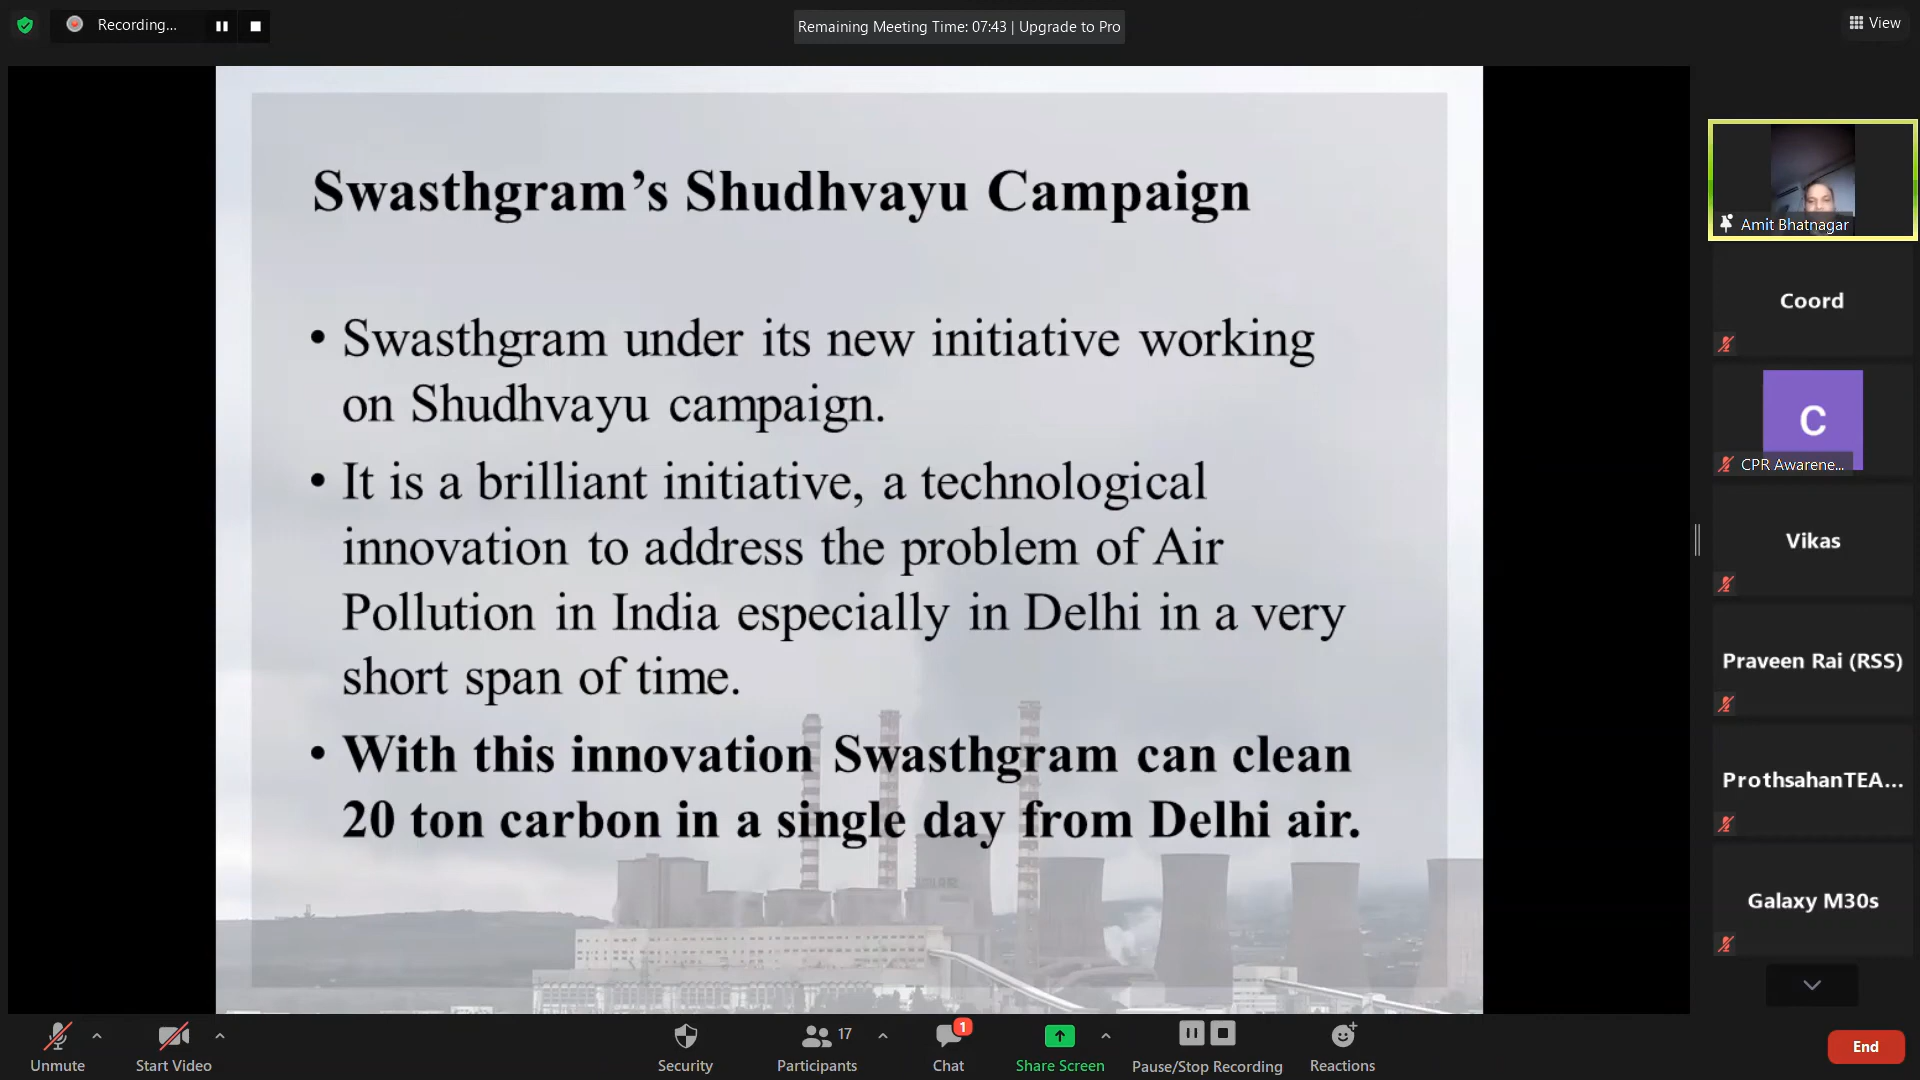 Recording...
Remaining Meeting Time: 07:43 | Upgrade to Pro
View
Swasthgram’s Shudhvayu Campaign
• Swasthgram under its new initiative working
on Shudhvayu campaign.
• It is a brilliant initiative, a technological
innovation to address the problem of Air
Pollution in India especially in Delhi in a very
short span of time.
• With this innovation Swasthgram can clean
20 ton carbon in a single day from Delhi air.
Amit Bhatnagar
Coord
C
CPR Awarene...
Vikas
Praveen Rai (RSS)
ProthsahanTEA...
Galaxy M30s
Unmute
Start Video
Security
17
Participants
1
Chat
Share Screen
Pause/Stop Recording
Reactions
End